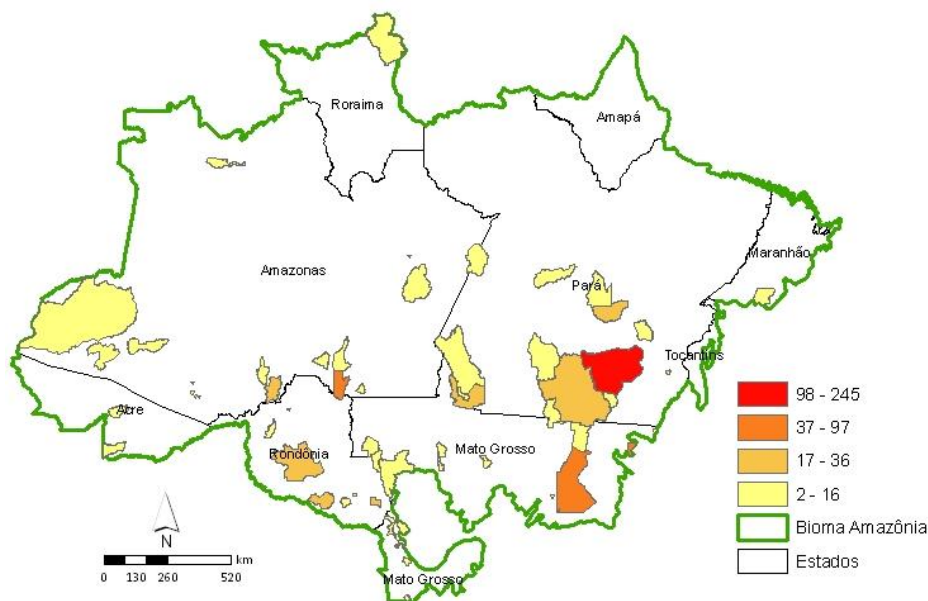 Roraima
Amapá
Amazonas
Maranhão
Pará
Tocantins
Acre
Rondônia
Mato Grosso
Mato Grosso
N
km
0 130 260 520
98 - 245
37 - 97
17 - 36
2 - 16
Bioma Amazônia
Estados